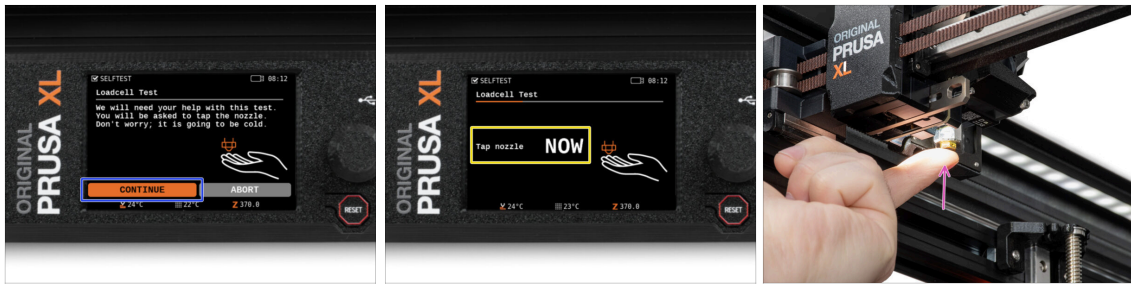 ORIGINAL
PRUSA XL
SELFTEST
08:12
Loadcell Test
We will need your help with this test.
You will be asked to tap the nozzle.
Don't worry; it is going to be cold.
CONTINUE
ABORT
24°C
22°C
Z 370.0
RESET
ORIGINAL
PRUSA XL
SELFTEST
08:12
Loadcell Test
Tap nozzle NOW
24°C
23°C
Z 370.0
RESET
ORIGINAL
PRUSA
XL